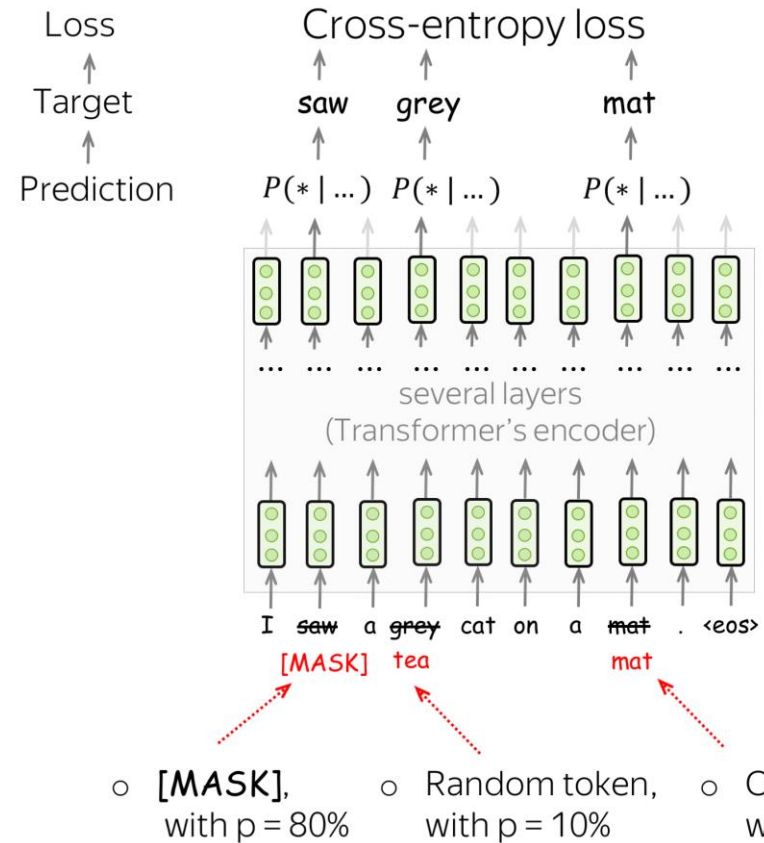 Loss Cross-entropy loss
Target saw grey mat
Prediction P(* | ...) P(* | ...) P(* | ...)
... ... ... ... ... ... ... ... ... ...
several layers
(Transformer's encoder)
I saw a grey cat on a mat . <eos>
[MASK] tea mat
○ [MASK], ○ Random token, ○
with p = 80% with p = 10%